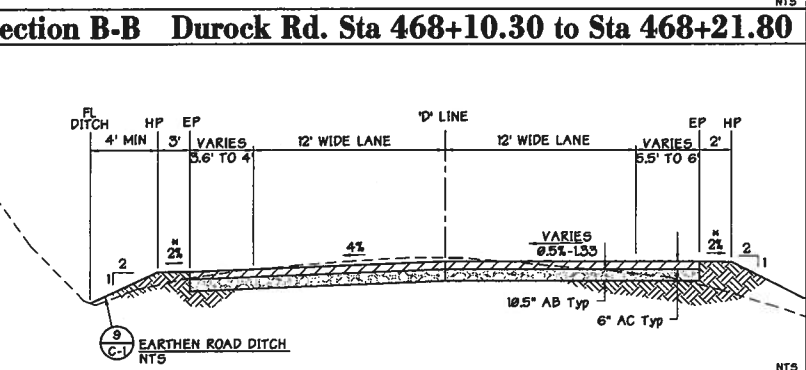 NTS
ection B-B Durock Rd. Sta 468+10.30 to Sta 468+21.80
FL
DITCH
HP
EP
'D' LINE
EP
HP
4' MIN
3'
VARIES
3.6' TO 4'
12' WIDE LANE
12' WIDE LANE
VARIES
5.5' TO 6'
2'
2%
4%
VARIES
0.5%-1.33
2%
2
1
2
1
10.5" AB Typ
6" AC Typ
9
C-1
EARTHEN ROAD DITCH
NTS
NTS